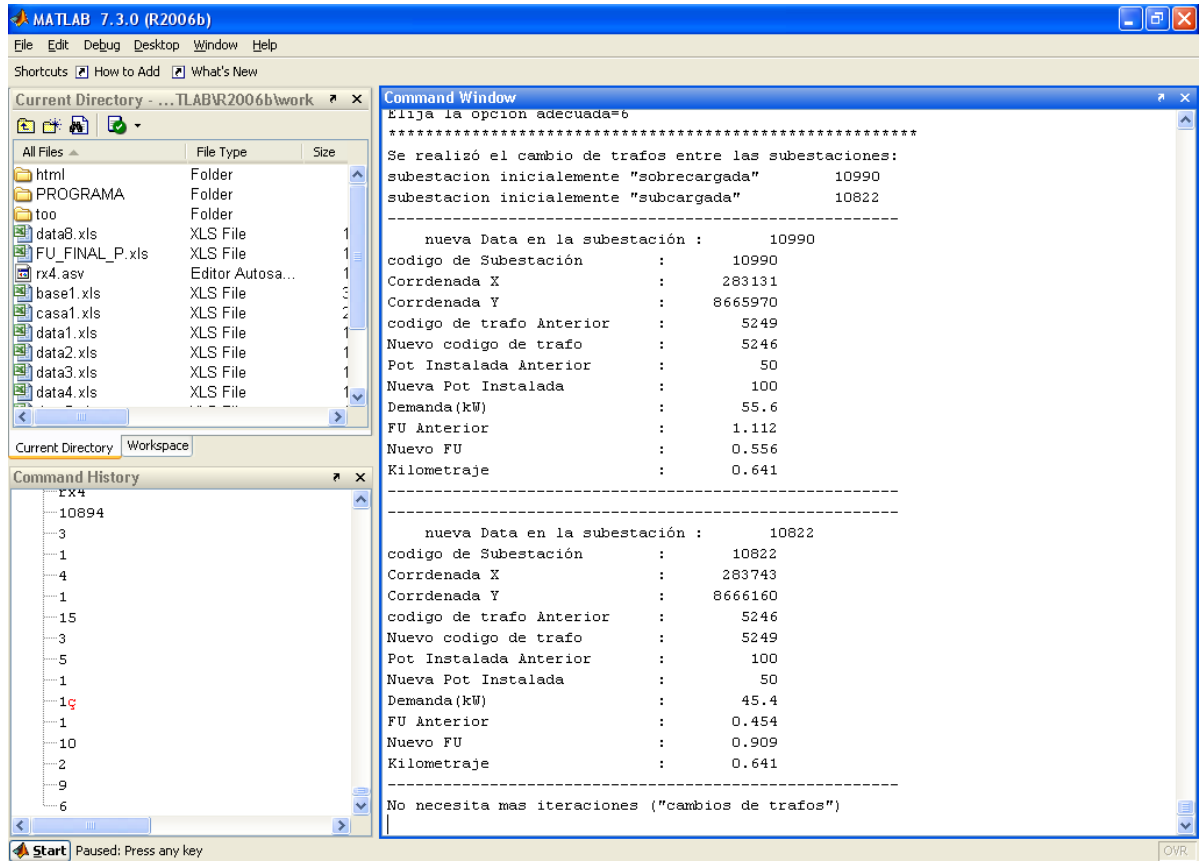 MATLAB 7.3.0 (R2006b)
File Edit Debug Desktop Window Help
Shortcuts How to Add What's New
Current Directory - ...TLAB\R2006b\work
All Files File Type Size
html Folder
PROGRAMA Folder
too Folder
data8.xls XLS File 1
FU_FINAL_P.xls XLS File 1
rx4.asv Editor Autosa... 1
base1.xls XLS File
casa1.xls XLS File 2
data1.xls XLS File 1
data2.xls XLS File 1
data3.xls XLS File 1
data4.xls XLS File 1
Current Directory Workspace
Command History
rx4
10894
3
1
4
1
15
3
5
1
1ç
1
10
2
9
6
Command Window
Elija la opción adecuada=6
*********************************************************
Se realizó el cambio de trafos entre las subestaciones:
subestacion inicialemente "sobrecargada" 10990
subestacion inicialemente "subcargada" 10822
-------------------------------------------------------
nueva Data en la subestación : 10990
codigo de Subestación : 10990
Corrdenada X : 283131
Corrdenada Y : 8665970
codigo de trafo Anterior : 5249
Nuevo codigo de trafo : 5246
Pot Instalada Anterior : 50
Nueva Pot Instalada : 100
Demanda(kW) : 55.6
FU Anterior : 1.112
Nuevo FU : 0.556
Kilometraje : 0.641
-------------------------------------------------------
-------------------------------------------------------
nueva Data en la subestación : 10822
codigo de Subestación : 10822
Corrdenada X : 283743
Corrdenada Y : 8666160
codigo de trafo Anterior : 5246
Nuevo codigo de trafo : 5249
Pot Instalada Anterior : 100
Nueva Pot Instalada : 50
Demanda(kW) : 45.4
FU Anterior : 0.454
Nuevo FU : 0.909
Kilometraje : 0.641
-------------------------------------------------------
No necesita mas iteraciones ("cambios de trafos")
Start Paused: Press any key OVR